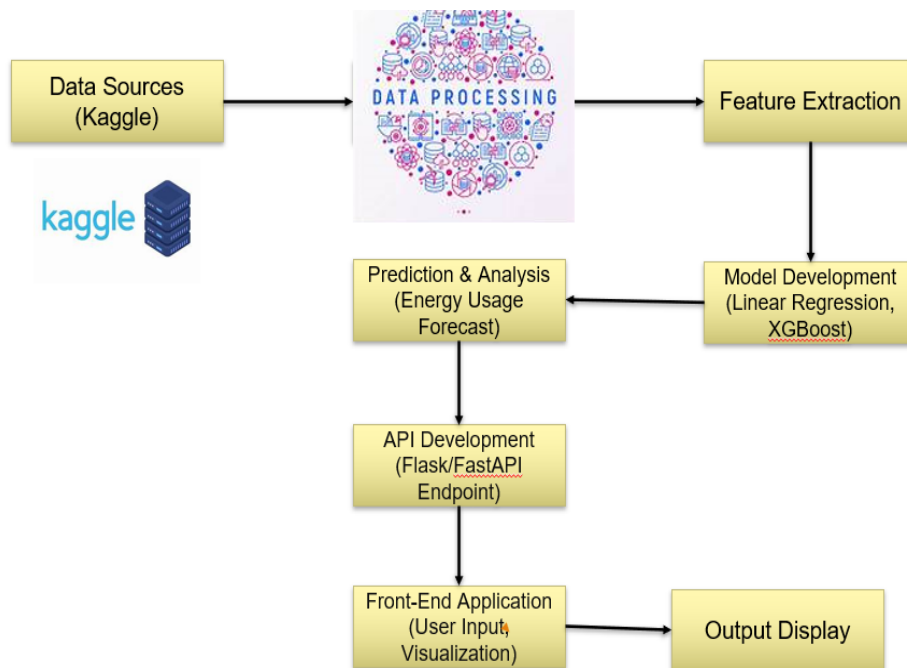 Data Sources
(Kaggle)
DATA PROCESSING
Feature Extraction
kaggle
Prediction & Analysis
(Energy Usage
Forecast)
Model Development
(Linear Regression,
XGBoost)
API Development
(Flask/FastAPI
Endpoint)
Front-End Application
(User Input,
Visualization)
Output Display